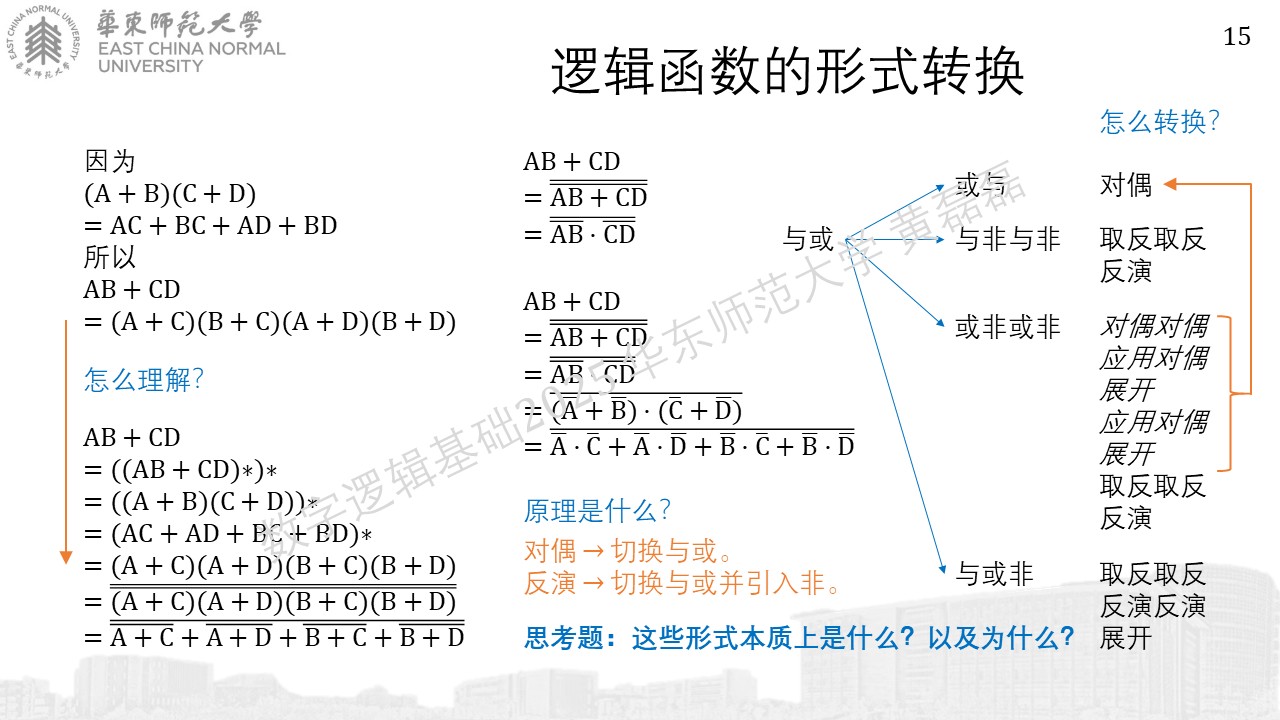 EAST CHINA NORMAL UNIVERSITY
華東師範大學
華東師範大學
EAST CHINA NORMAL
UNIVERSITY
15
逻辑函数的形式转换
因为
(A + B)(C + D)
= AC + BC + AD + BD
所以
AB + CD
= (A + C)(B + C)(A + D)(B + D)
怎么理解？
AB + CD
= ((AB + CD)∗)∗
= ((A + B)(C + D))∗
= (AC + AD + BC + BD)∗
= (A + C)(A + D)(B + C)(B + D)
= \overline{\overline{(A + C)(A + D)(B + C)(B + D)}}
= \overline{\overline{A + C} + \overline{A + D} + \overline{B + C} + \overline{B + D}}
AB + CD
= \overline{\overline{AB + CD}}
= \overline{\overline{AB} · \overline{CD}}
AB + CD
= \overline{\overline{AB + CD}}
= \overline{\overline{AB} · \overline{CD}}
= \overline{(\overline{A} + \overline{B}) · (\overline{C} + \overline{D})}
= \overline{\overline{A} · \overline{C} + \overline{A} · \overline{D} + \overline{B} · \overline{C} + \overline{B} · \overline{D}}
原理是什么？
对偶 → 切换与或。
反演 → 切换与或并引入非。
思考题：这些形式本质上是什么？以及为什么？
怎么转换？
与或
或与
对偶
与非与非
取反取反
反演
或非或非
对偶对偶
应用对偶
展开
应用对偶
展开
取反取反
反演
与或非
取反取反
反演反演
展开
数字逻辑基础2025 华东师范大学 黄磊磊